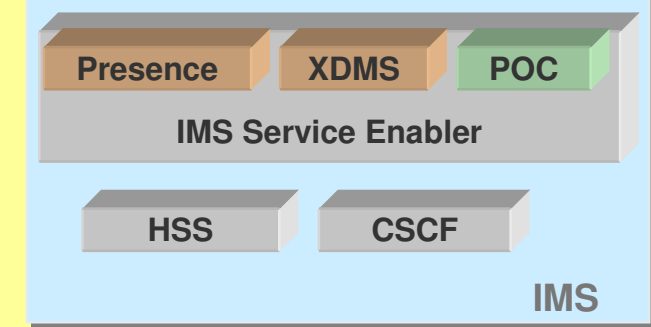 Presence XDMS POC
IMS Service Enabler
HSS CSCF
IMS